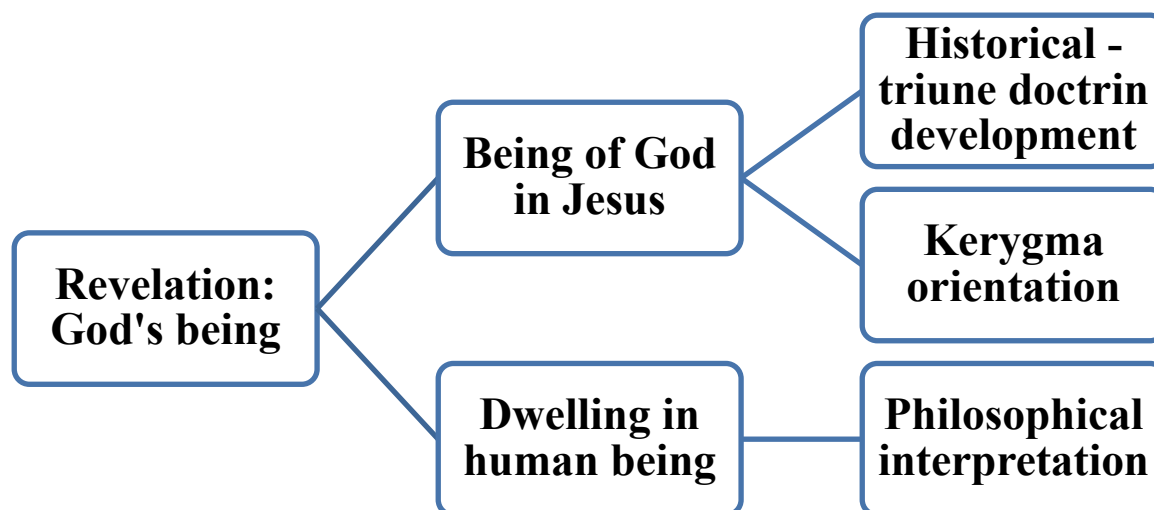 Revelation:
God's being
Being of God
in Jesus
Historical -
triune doctrin
development
Kerygma
orientation
Dwelling in
human being
Philosophical
interpretation